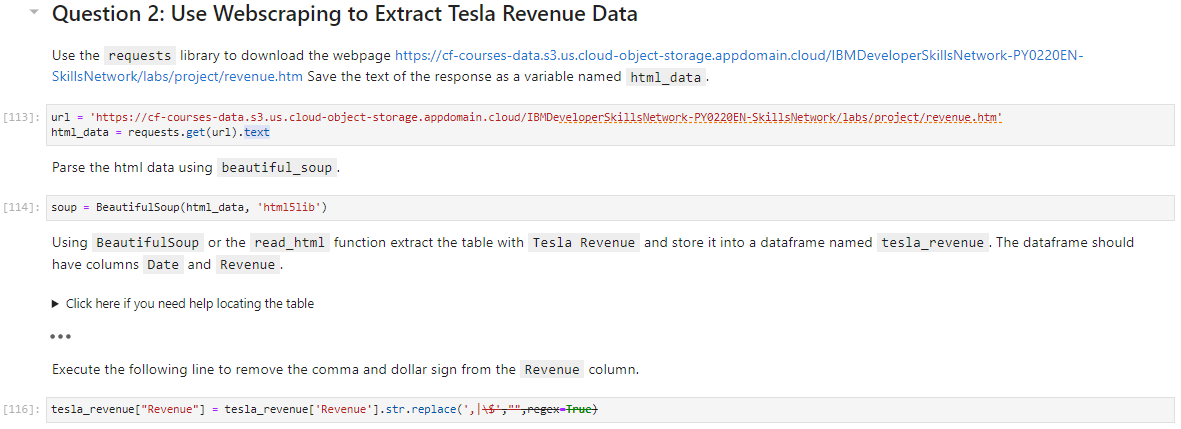 Question 2: Use Webscraping to Extract Tesla Revenue Data
Use the requests library to download the webpage https://cf-courses-data.s3.us.cloud-object-storage.appdomain.cloud/IBMDeveloperSkillsNetwork-PY0220EN-
SkillsNetwork/labs/project/revenue.htm Save the text of the response as a variable named html_data.
[113]: url = 'https://cf-courses-data.s3.us.cloud-object-storage.appdomain.cloud/IBMDeveloperSkillsNetwork-PY0220EN-SkillsNetwork/labs/project/revenue.htm'
html_data = requests.get(url).text
Parse the html data using beautiful_soup.
[114]: soup = BeautifulSoup(html_data, 'html5lib')
Using BeautifulSoup or the read_html function extract the table with Tesla Revenue and store it into a dataframe named tesla_revenue. The dataframe should
have columns Date and Revenue.
Click here if you need help locating the table
Execute the following line to remove the comma and dollar sign from the Revenue column.
[116]: tesla_revenue["Revenue"] = tesla_revenue['Revenue'].str.replace(',|\$',"",regex=True)